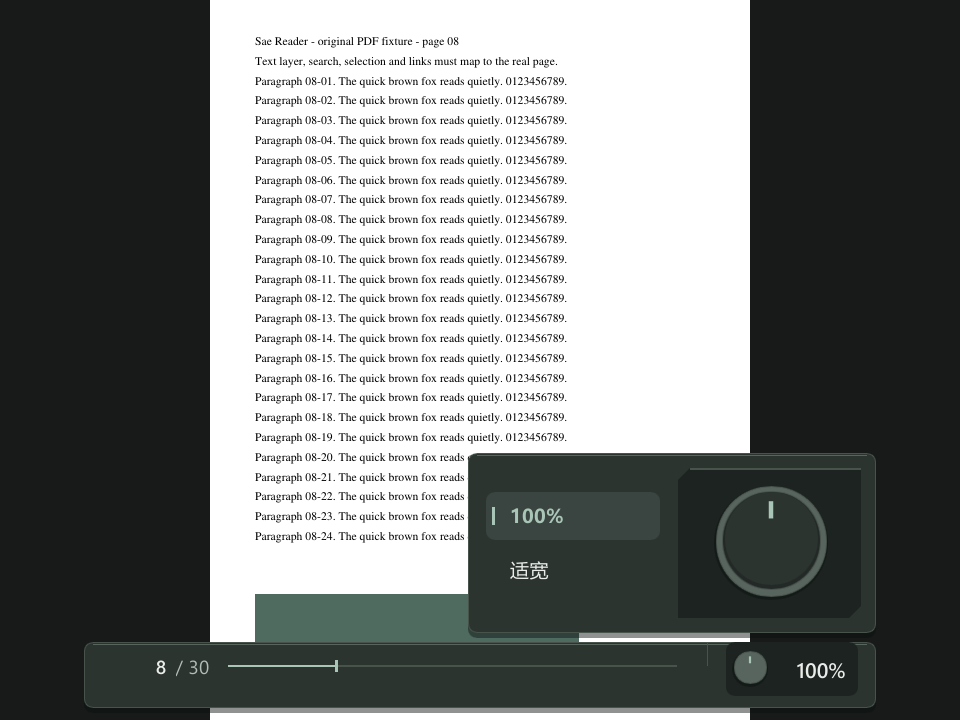 Sae Reader - original PDF fixture - page 08
Text layer, search, selection and links must map to the real page.
Paragraph 08-01. The quick brown fox reads quietly. 0123456789.
Paragraph 08-02. The quick brown fox reads quietly. 0123456789.
Paragraph 08-03. The quick brown fox reads quietly. 0123456789.
Paragraph 08-04. The quick brown fox reads quietly. 0123456789.
Paragraph 08-05. The quick brown fox reads quietly. 0123456789.
Paragraph 08-06. The quick brown fox reads quietly. 0123456789.
Paragraph 08-07. The quick brown fox reads quietly. 0123456789.
Paragraph 08-08. The quick brown fox reads quietly. 0123456789.
Paragraph 08-09. The quick brown fox reads quietly. 0123456789.
Paragraph 08-10. The quick brown fox reads quietly. 0123456789.
Paragraph 08-11. The quick brown fox reads quietly. 0123456789.
Paragraph 08-12. The quick brown fox reads quietly. 0123456789.
Paragraph 08-13. The quick brown fox reads quietly. 0123456789.
Paragraph 08-14. The quick brown fox reads quietly. 0123456789.
Paragraph 08-15. The quick brown fox reads quietly. 0123456789.
Paragraph 08-16. The quick brown fox reads quietly. 0123456789.
Paragraph 08-17. The quick brown fox reads quietly. 0123456789.
Paragraph 08-18. The quick brown fox reads quietly. 0123456789.
Paragraph 08-19. The quick brown fox reads quietly. 0123456789.
Paragraph 08-20. The quick brown fox reads
Paragraph 08-21. The quick brown fox reads
Paragraph 08-22. The quick brown fox reads
Paragraph 08-23. The quick brown fox reads
Paragraph 08-24. The quick brown fox reads
100%
适宽
8 / 30
100%